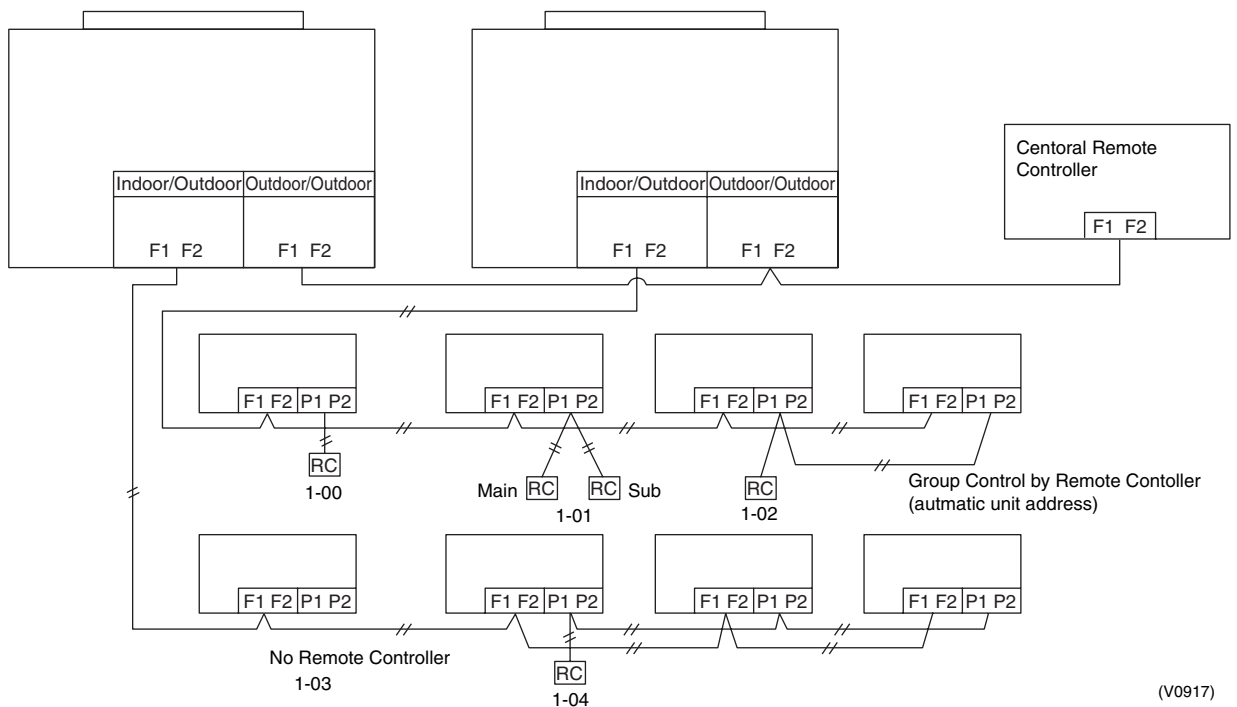 Indoor/Outdoor Outdoor/Outdoor
F1 F2 F1 F2
Indoor/Outdoor Outdoor/Outdoor
F1 F2 F1 F2
Centoral Remote
Controller
F1 F2
F1 F2 P1 P2
F1 F2 P1 P2
F1 F2 P1 P2
F1 F2 P1 P2
RC
1-00
Main RC RC Sub
1-01
RC
1-02
Group Control by Remote Contoller
(autmatic unit address)
F1 F2 P1 P2
F1 F2 P1 P2
F1 F2 P1 P2
F1 F2 P1 P2
No Remote Controller
1-03
RC
1-04
(V0917)